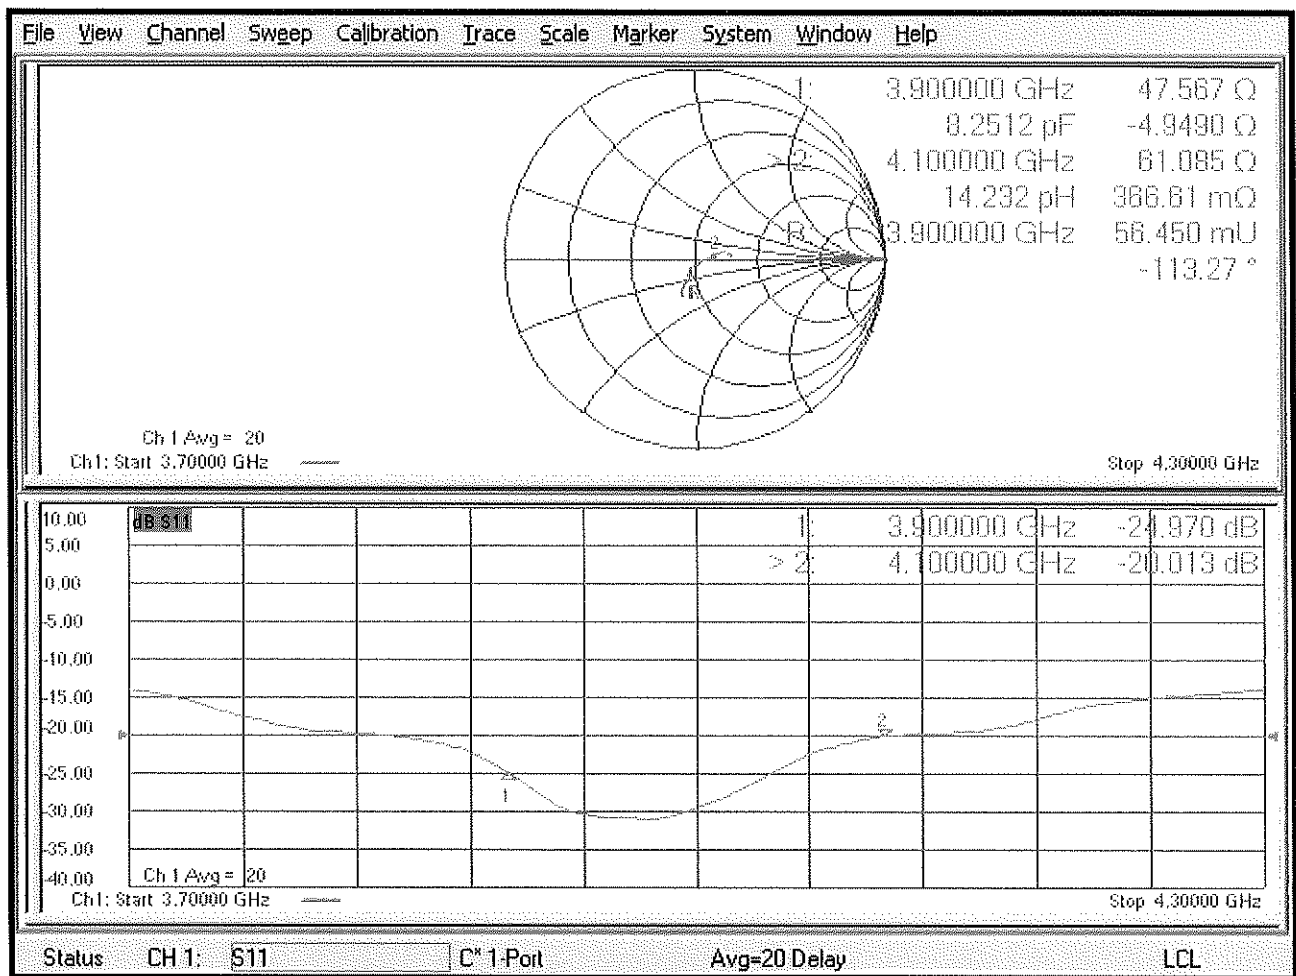 File View Channel Sweep Calibration Trace Scale Marker System Window Help
1: 3.900000 GHz 47.567 Ω
8.2512 pF -4.9490 Ω
> 2: 4.100000 GHz 61.085 Ω
14.232 pH 366.61 mΩ
R: 3.900000 GHz 56.450 mU
-113.27 °
2
Ch 1 Avg = 20
Ch1: Start 3.70000 GHz Stop 4.30000 GHz
10.00 dB S11 1: 3.900000 GHz -24.970 dB
5.00 > 2: 4.100000 GHz -20.013 dB
0.00
-5.00
-10.00
-15.00
-20.00 2
-25.00
1
-30.00
-35.00
-40.00 Ch 1 Avg = 20
Ch1: Start 3.70000 GHz Stop 4.30000 GHz
Status CH 1: S11 C* 1-Port Avg=20 Delay LCL